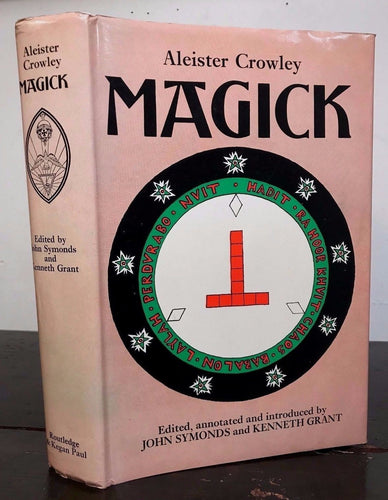 Aleister
Crowley
MAGICK
Edited by
John Symonds
and
Kenneth Grant
Routledge
& Kegan Paul
Aleister Crowley
MAGICK
NVIT · HADIT · RA HOOR KHVIT · CHAOS · BABALON · LAYLAH · PERDVRABO ·
Edited, annotated and introduced by
JOHN SYMONDS and KENNETH GRANT